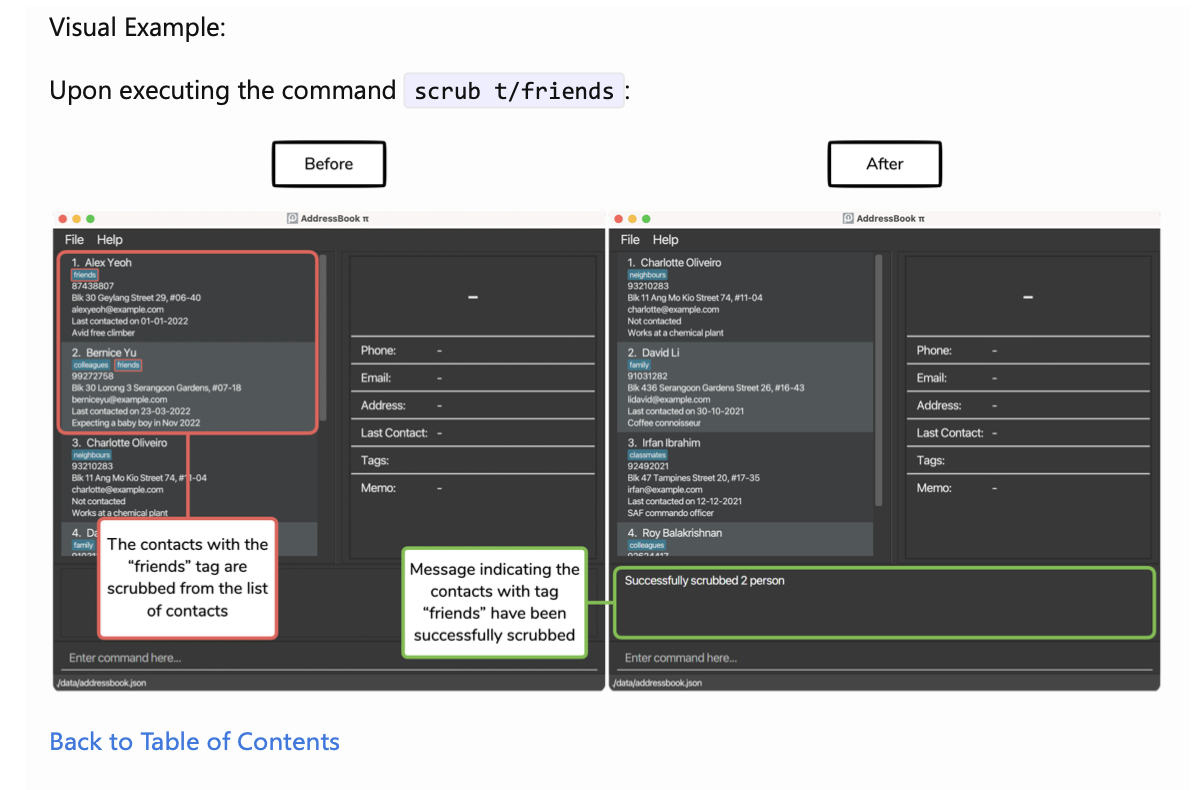 Visual Example:
Upon executing the command scrub t/friends:
Before
After
AddressBook π
File Help
1. Alex Yeoh
friends
87438807
Blk 30 Geylang Street 29, #06-40
alexyeoh@example.com
Last contacted on 01-01-2022
Avid free climber
2. Bernice Yu
colleagues friends
99272758
Blk 30 Lorong 3 Serangoon Gardens, #07-18
berniceyu@example.com
Last contacted on 23-03-2022
Expecting a baby boy in Nov 2022
3. Charlotte Oliveiro
neighbours
93210283
Blk 11 Ang Mo Kio Street 74, #11-04
charlotte@example.com
Not contacted
Works at a chemical plant
4. Da
family
The contacts with the
“friends” tag are
scrubbed from the list
of contacts
–
Phone: -
Email: -
Address: -
Last Contact: -
Tags:
Memo: -
Message indicating the
contacts with tag
“friends” have been
successfully scrubbed
Enter command here...
./data/addressbook.json
AddressBook π
File Help
1. Charlotte Oliveiro
neighbours
93210283
Blk 11 Ang Mo Kio Street 74, #11-04
charlotte@example.com
Not contacted
Works at a chemical plant
2. David Li
family
91031282
Blk 436 Serangoon Gardens Street 26, #16-43
lidavid@example.com
Last contacted on 30-10-2021
Coffee connoisseur
3. Irfan Ibrahim
classmates
92492021
Blk 47 Tampines Street 20, #17-35
irfan@example.com
Last contacted on 12-12-2021
SAF commando officer
4. Roy Balakrishnan
colleagues
–
Phone: -
Email: -
Address: -
Last Contact: -
Tags:
Memo: -
Successfully scrubbed 2 person
Enter command here...
./data/addressbook.json
Back to Table of Contents